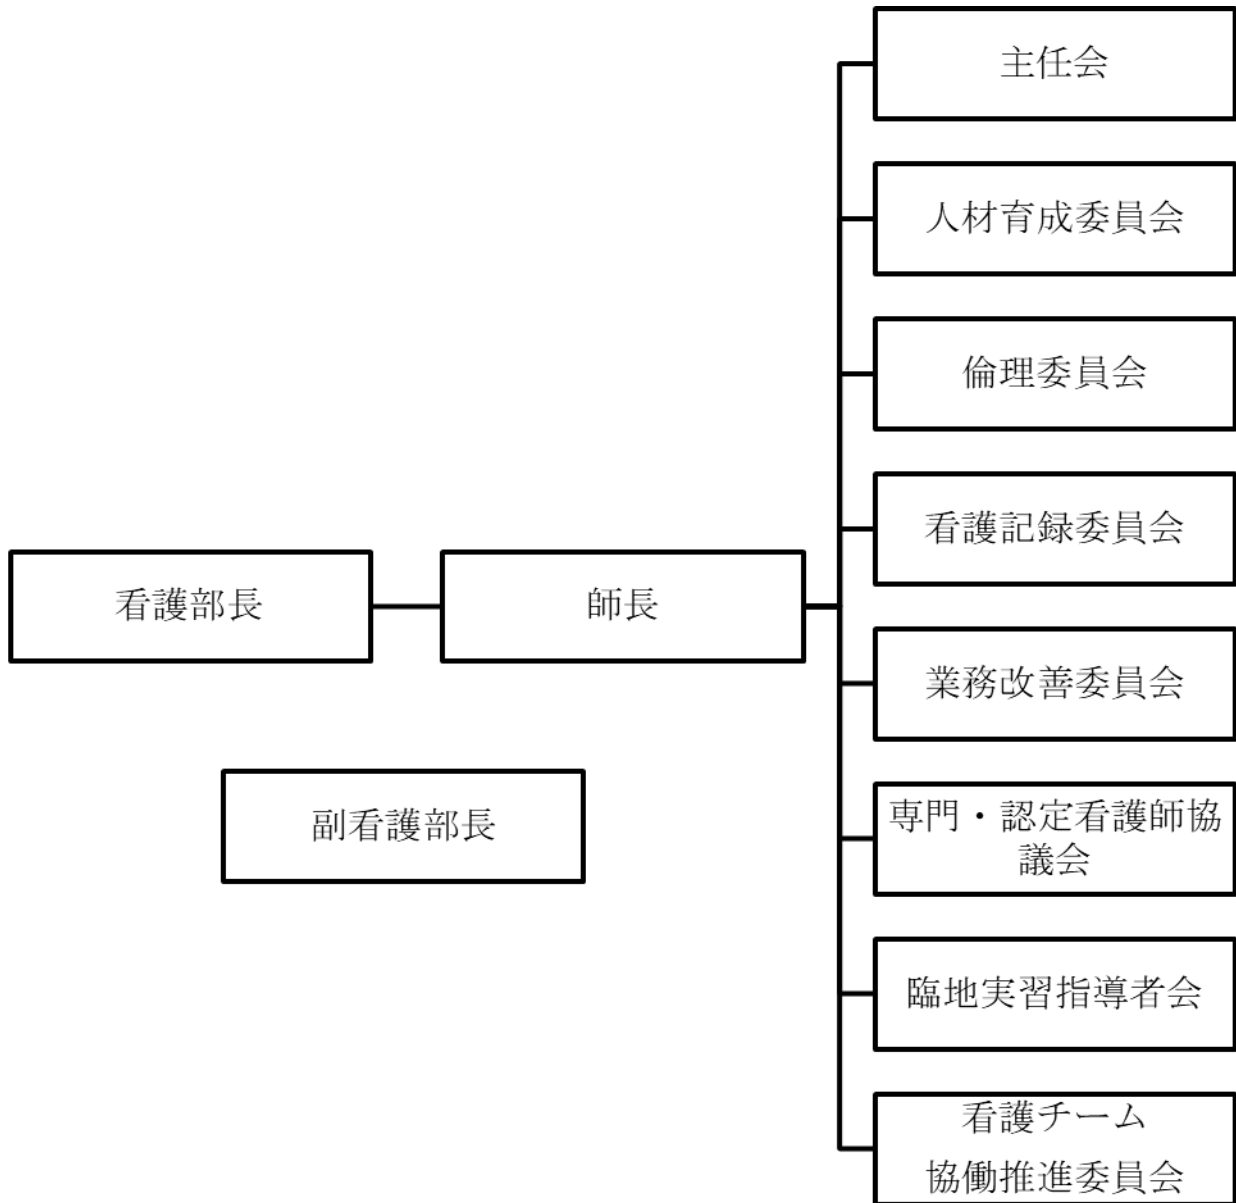 主任会
人材育成委員会
倫理委員会
看護記録委員会
看護部長
師長
業務改善委員会
副看護部長
専門・認定看護師協
議会
臨地実習指導者会
看護チーム
協働推進委員会